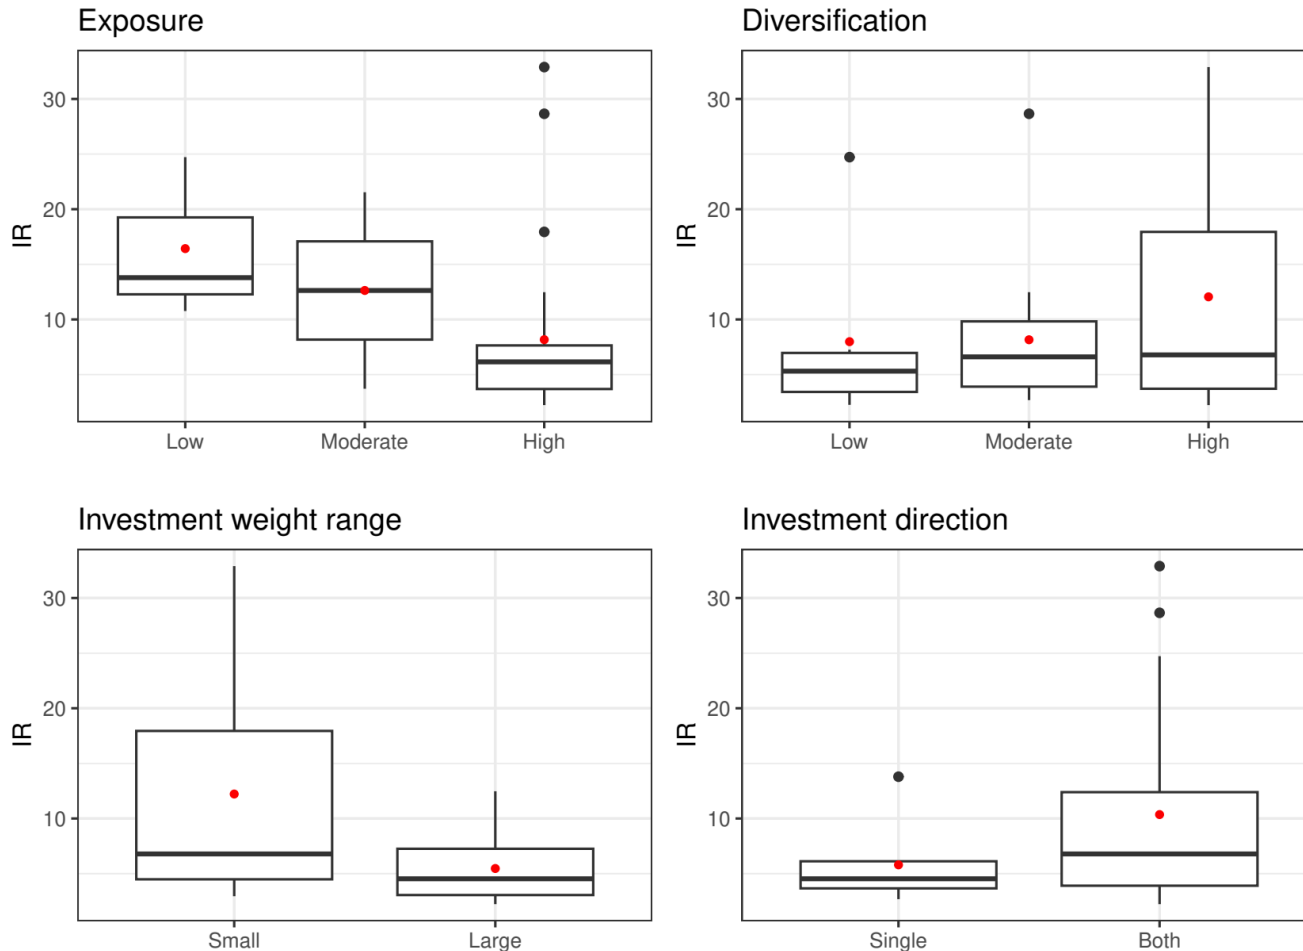 Exposure
IR
30
20
10
Low Moderate High
Diversification
IR
30
20
10
Low Moderate High
Investment weight range
IR
30
20
10
Small Large
Investment direction
IR
30
20
10
Single Both